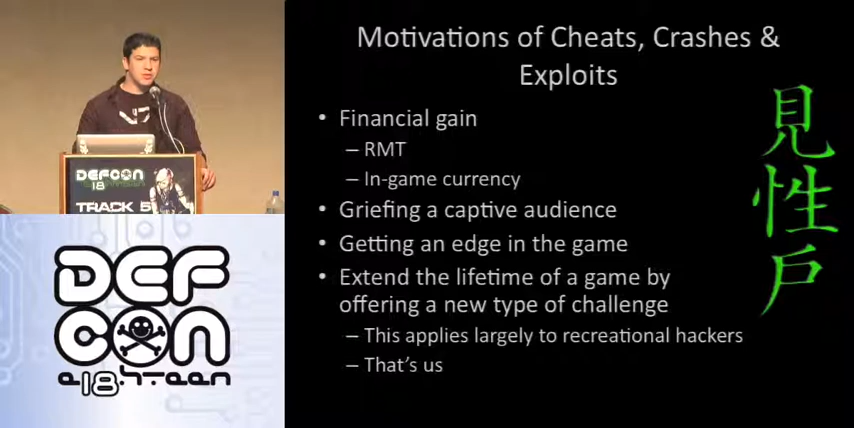 DEFCON
18
TRACK 5
DEF
CON
Motivations of Cheats, Crashes &
Exploits
• Financial gain
– RMT
– In-game currency
• Griefing a captive audience
• Getting an edge in the game
• Extend the lifetime of a game by
offering a new type of challenge
– This applies largely to recreational hackers
– That's us
見
性
戶